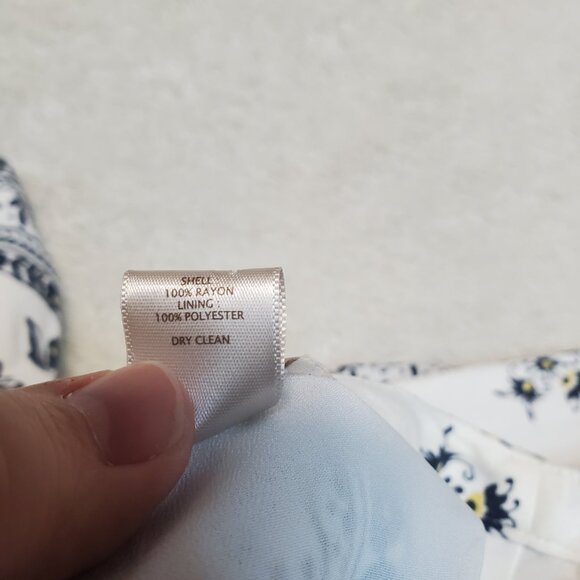 SHELL
100% RAYON
LINING :
100% POLYESTER
DRY CLEAN